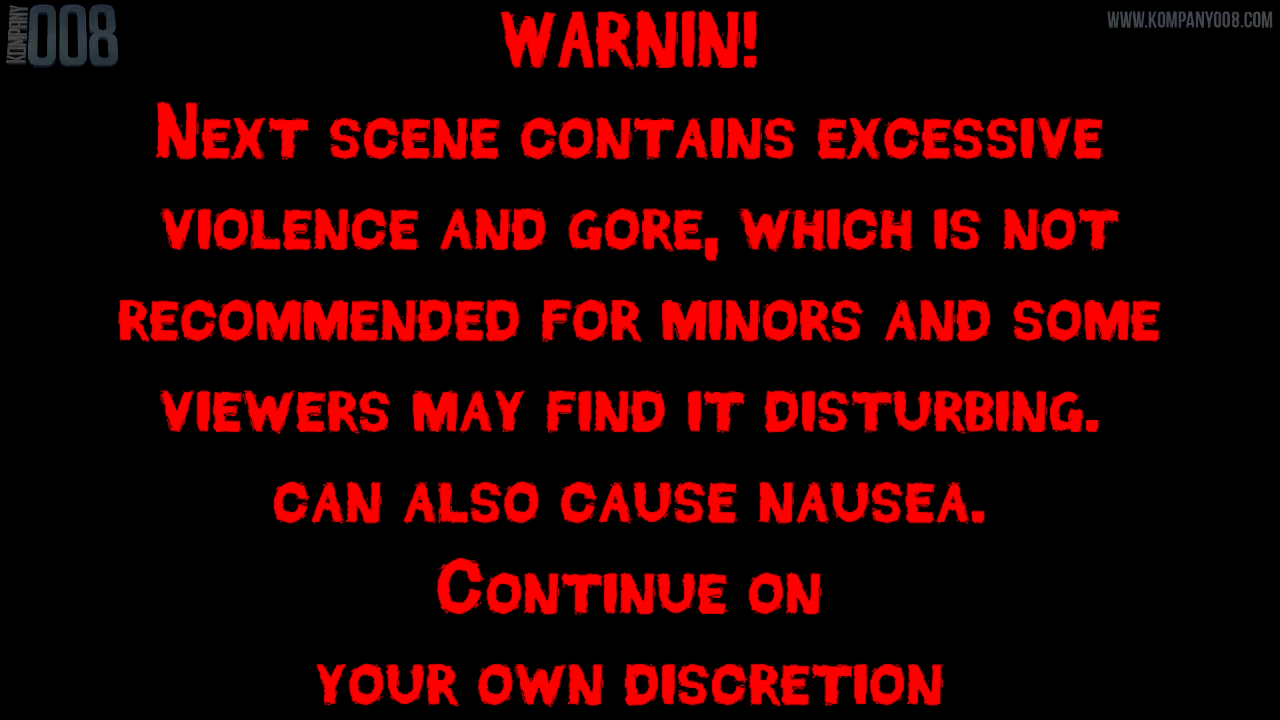 KOMPANY 008
WWW.KOMPANY008.COM
WARNIN!
NEXT SCENE CONTAINS EXCESSIVE
VIOLENCE AND GORE, WHICH IS NOT
RECOMMENDED FOR MINORS AND SOME
VIEWERS MAY FIND IT DISTURBING.
CAN ALSO CAUSE NAUSEA.
CONTINUE ON
YOUR OWN DISCRETION